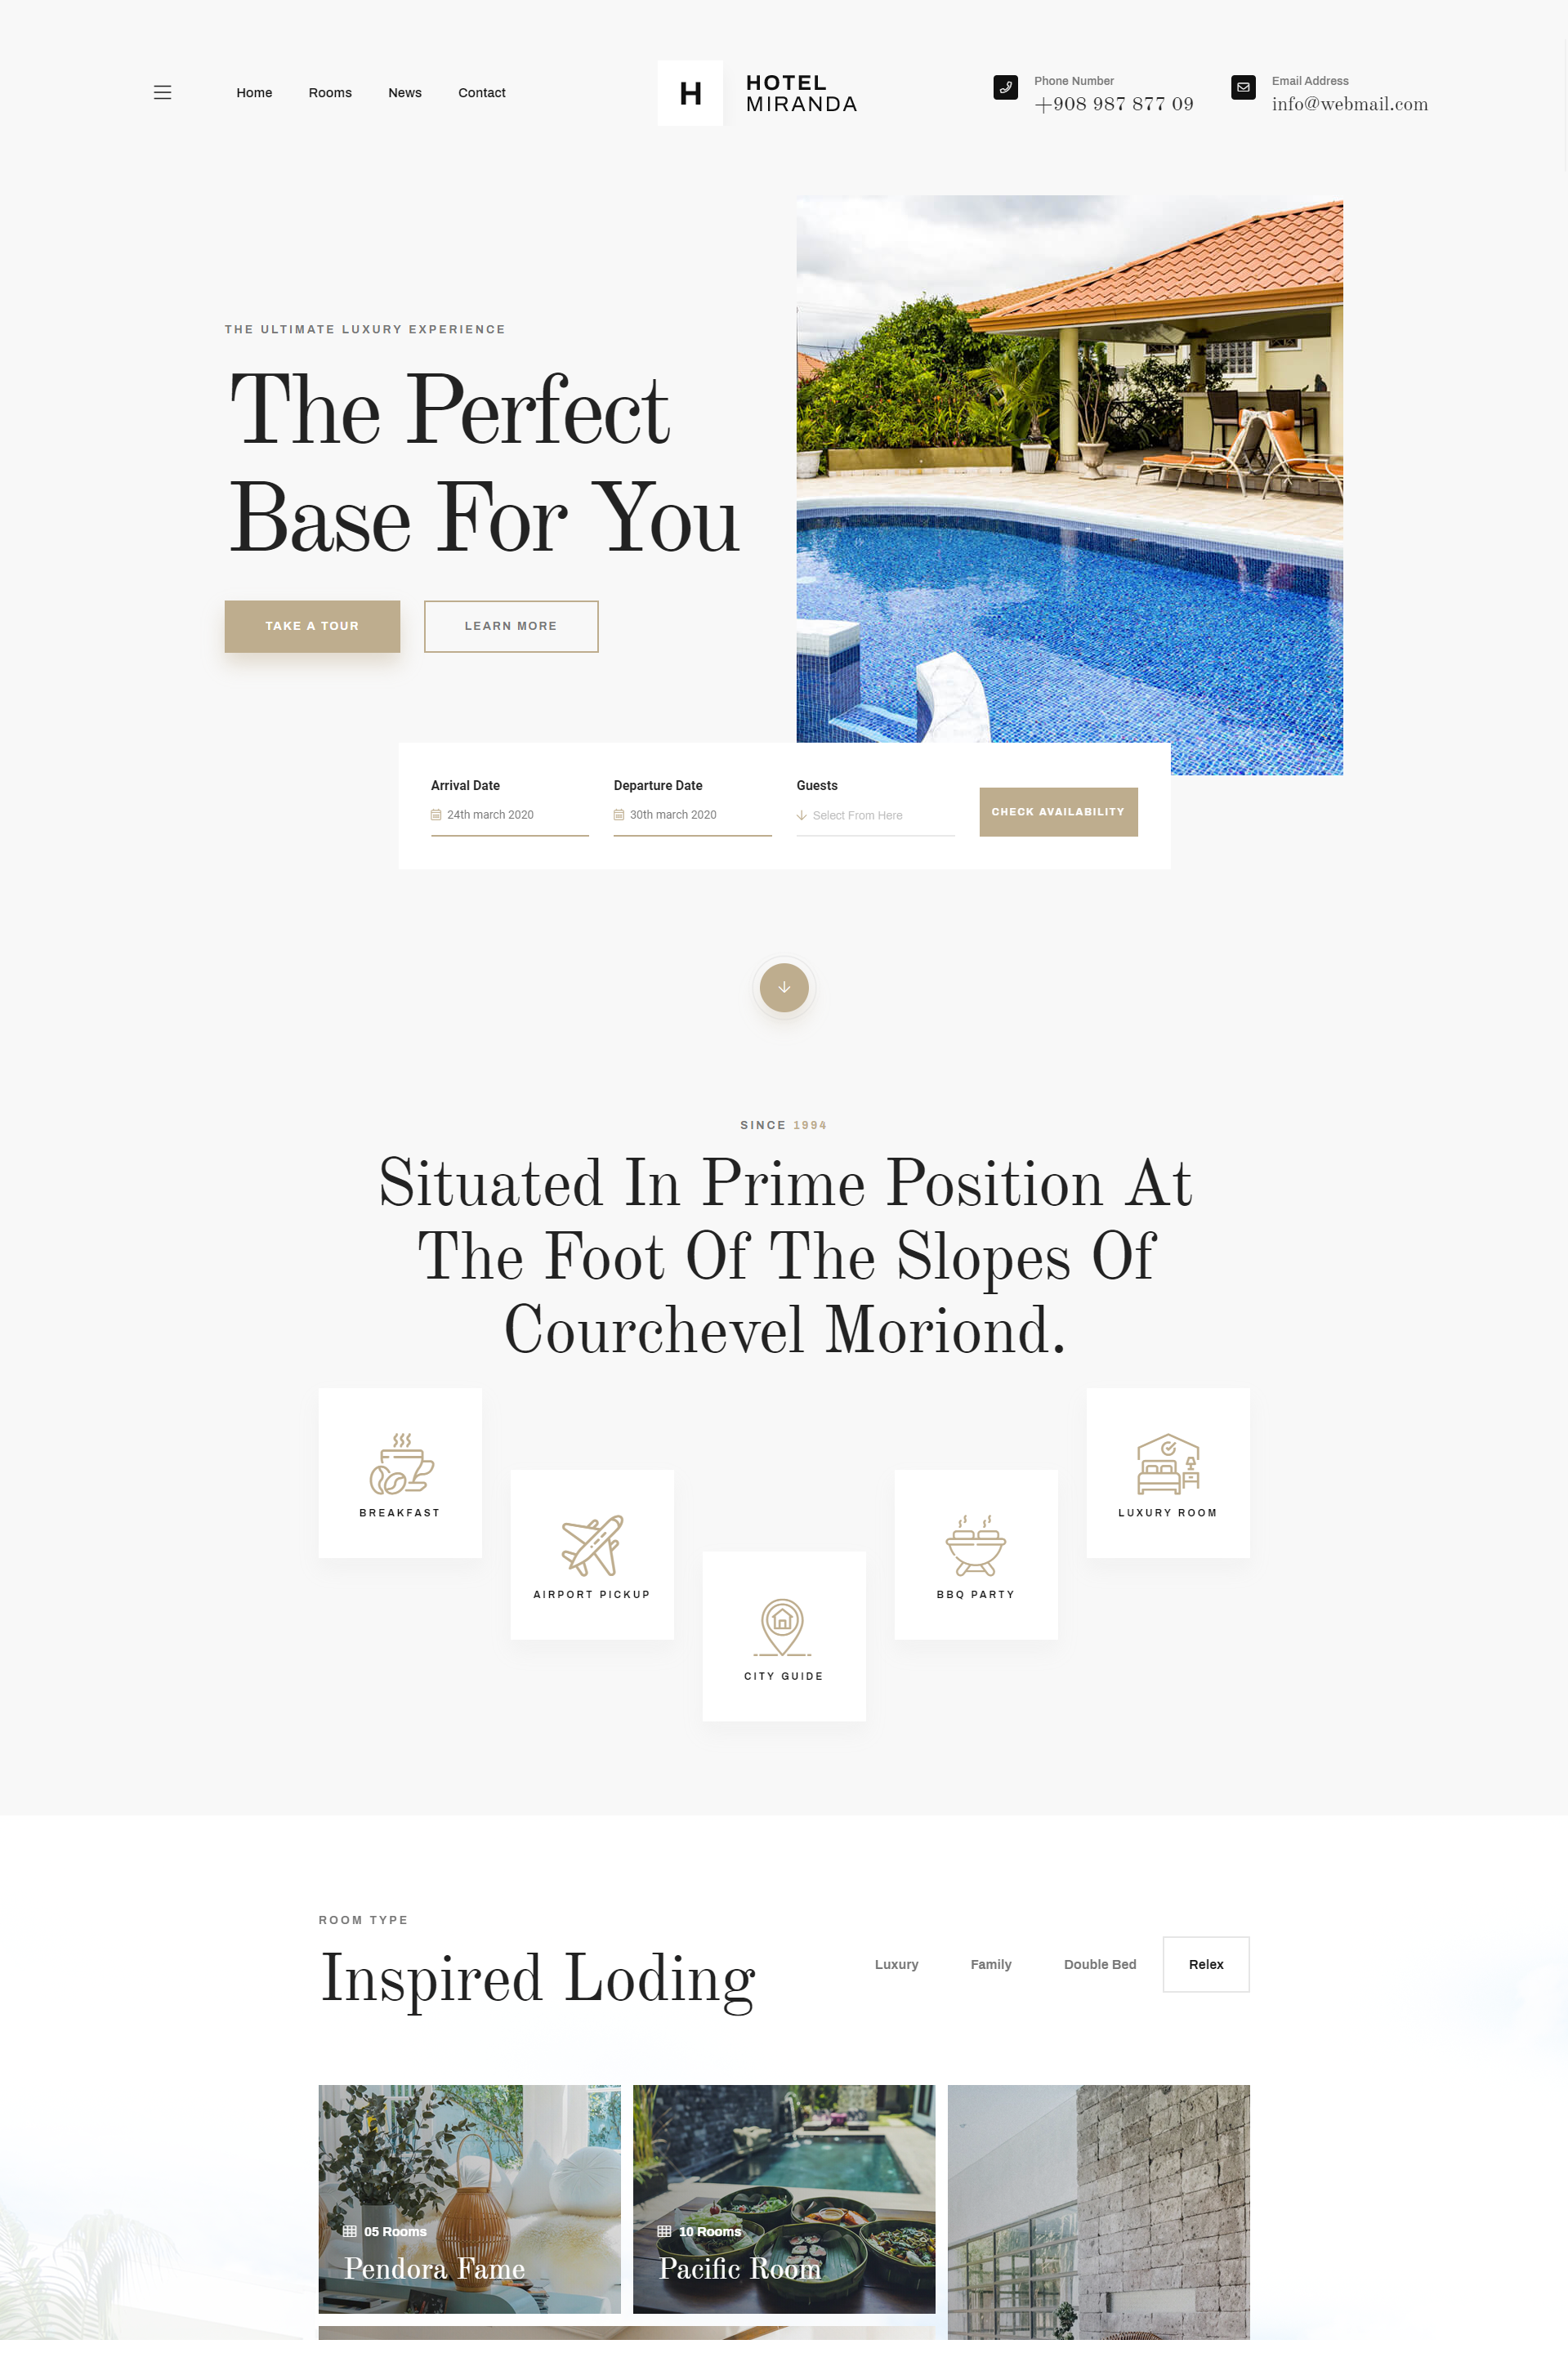 Home Rooms News Contact
H
HOTEL
MIRANDA
Phone Number
+908 987 877 09
Email Address
info@webmail.com
THE ULTIMATE LUXURY EXPERIENCE
The Perfect
Base For You
TAKE A TOUR
LEARN MORE
Arrival Date
24th march 2020
Departure Date
30th march 2020
Guests
Select From Here
CHECK AVAILABILITY
SINCE 1994
Situated In Prime Position At
The Foot Of The Slopes Of
Courchevel Moriond.
BREAKFAST
AIRPORT PICKUP
CITY GUIDE
BBQ PARTY
LUXURY ROOM
ROOM TYPE
Inspired Loding
Luxury Family Double Bed Relex
05 Rooms
Pendora Fame
10 Rooms
Pacific Room